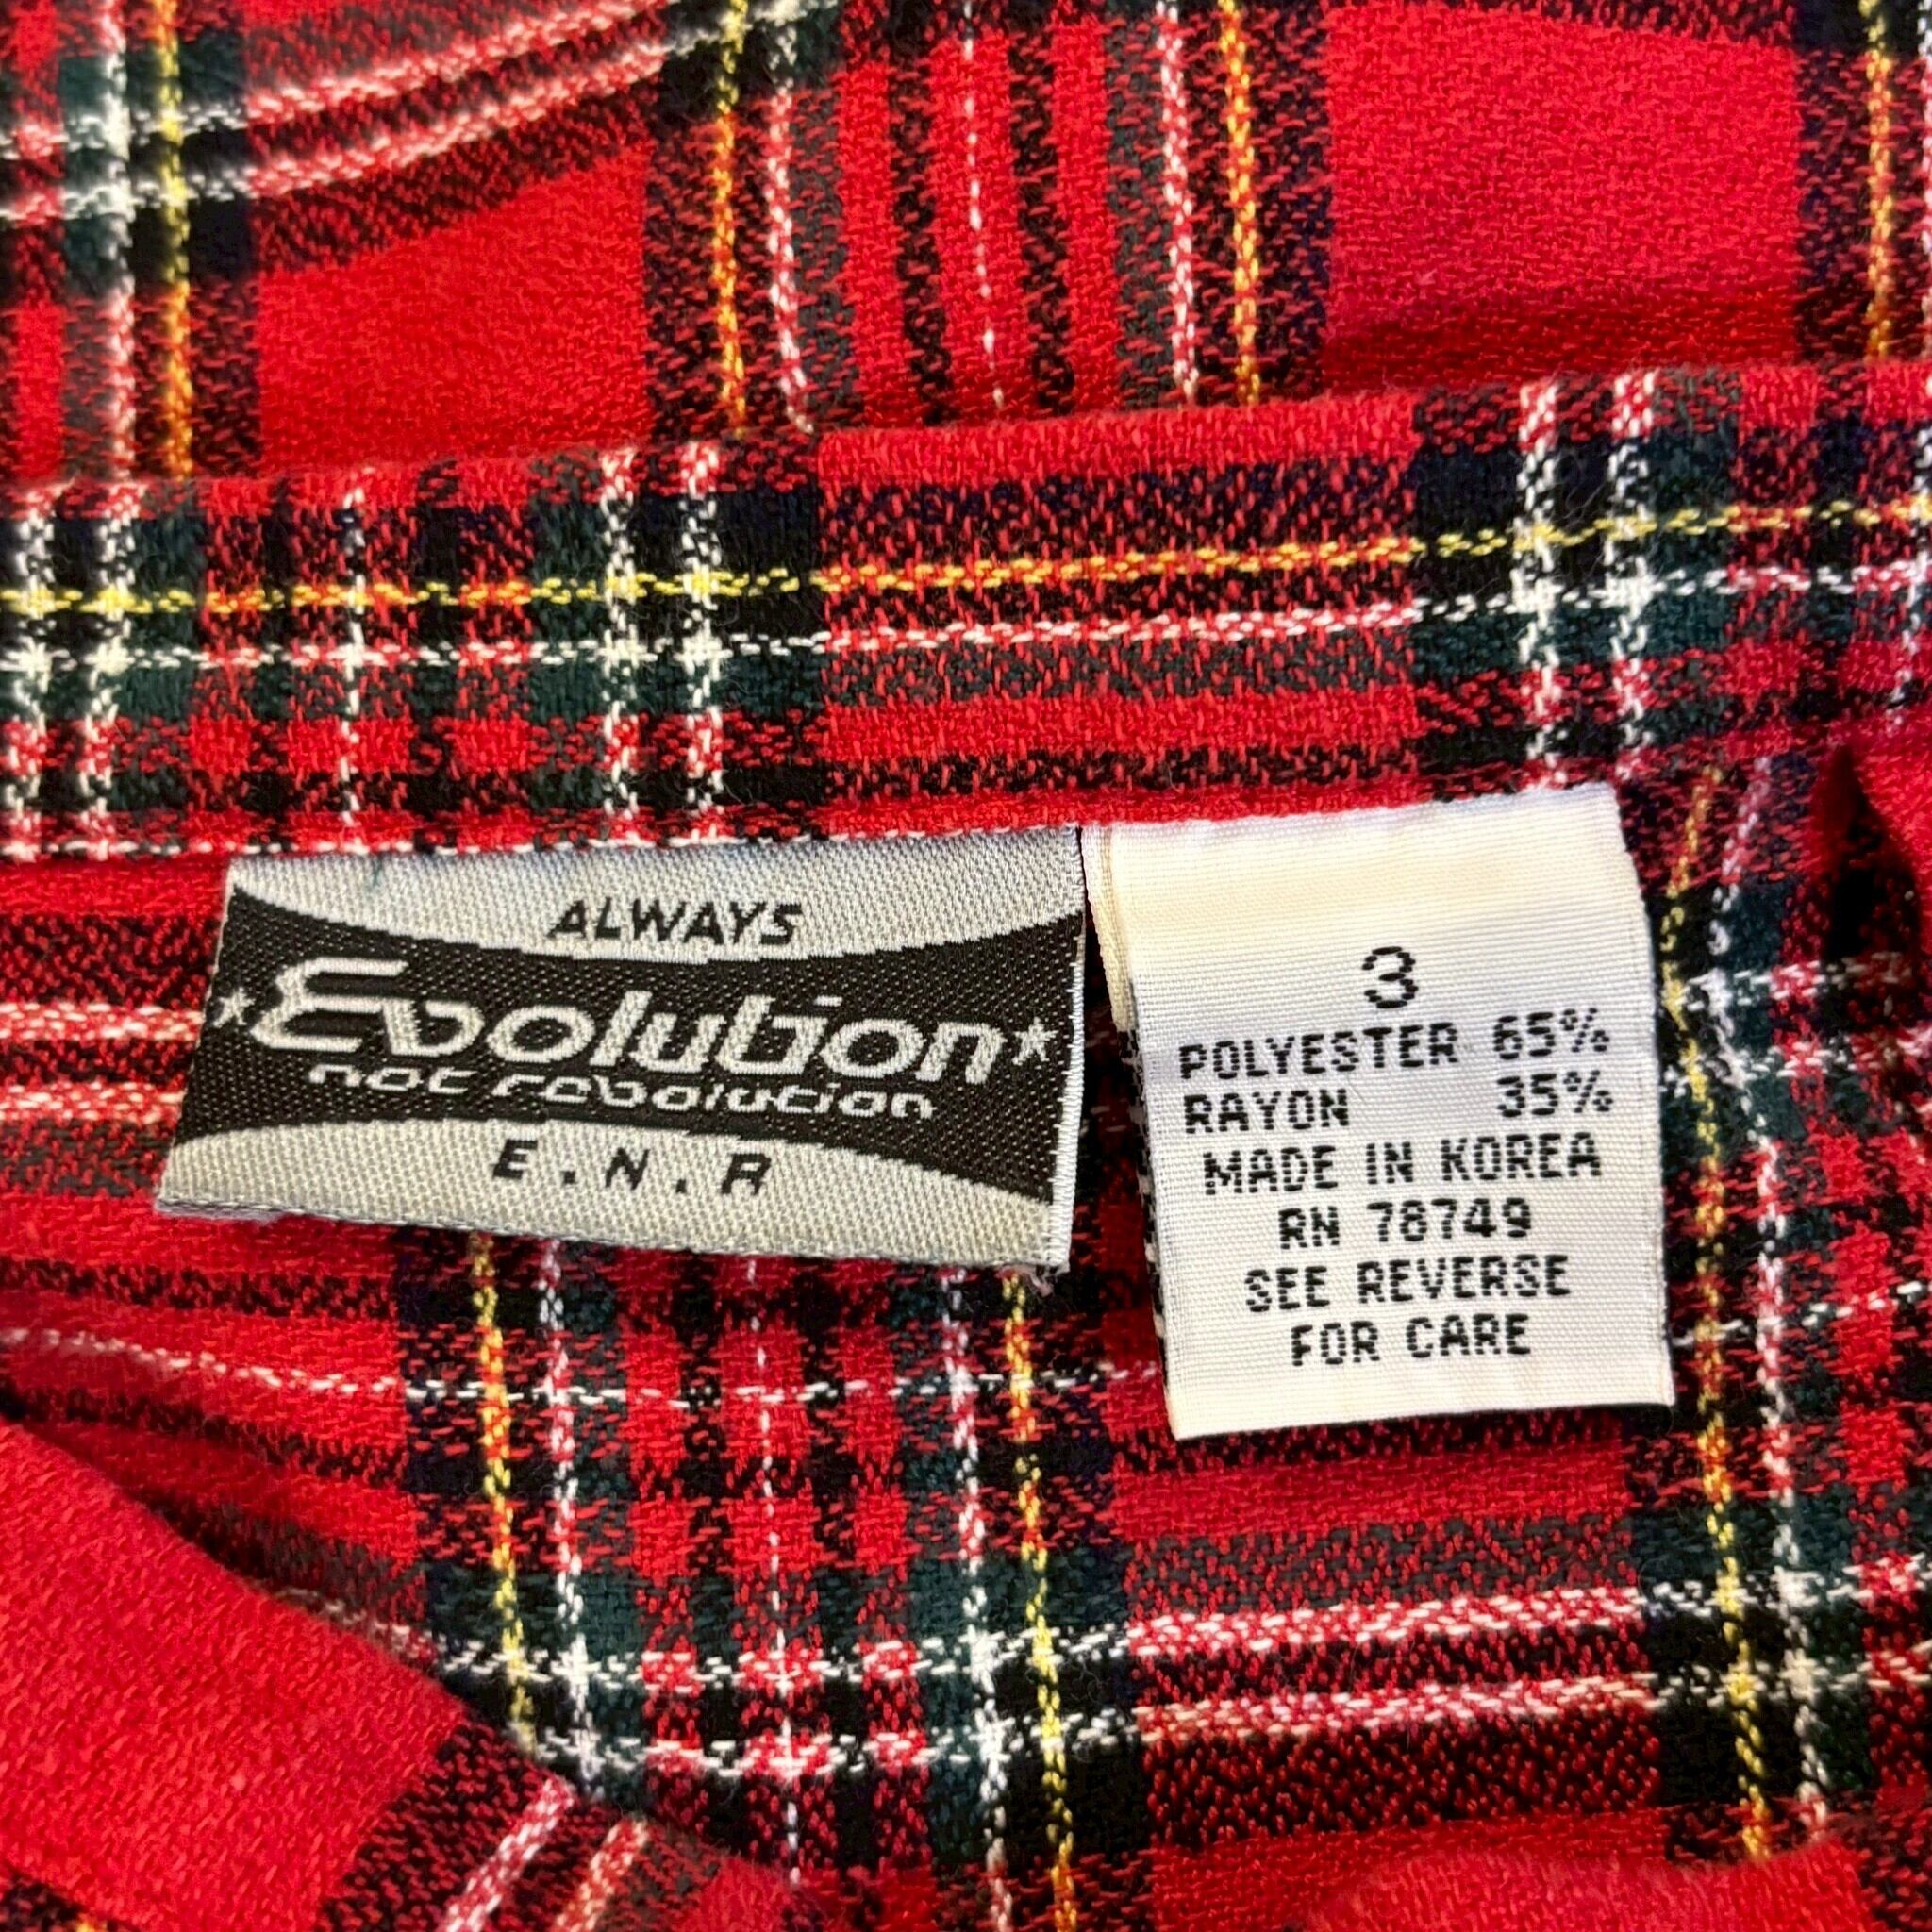 ALWAYS
Evolution
not revolution
E.N.R
3
POLYESTER 65%
RAYON 35%
MADE IN KOREA
RN 78749
SEE REVERSE
FOR CARE